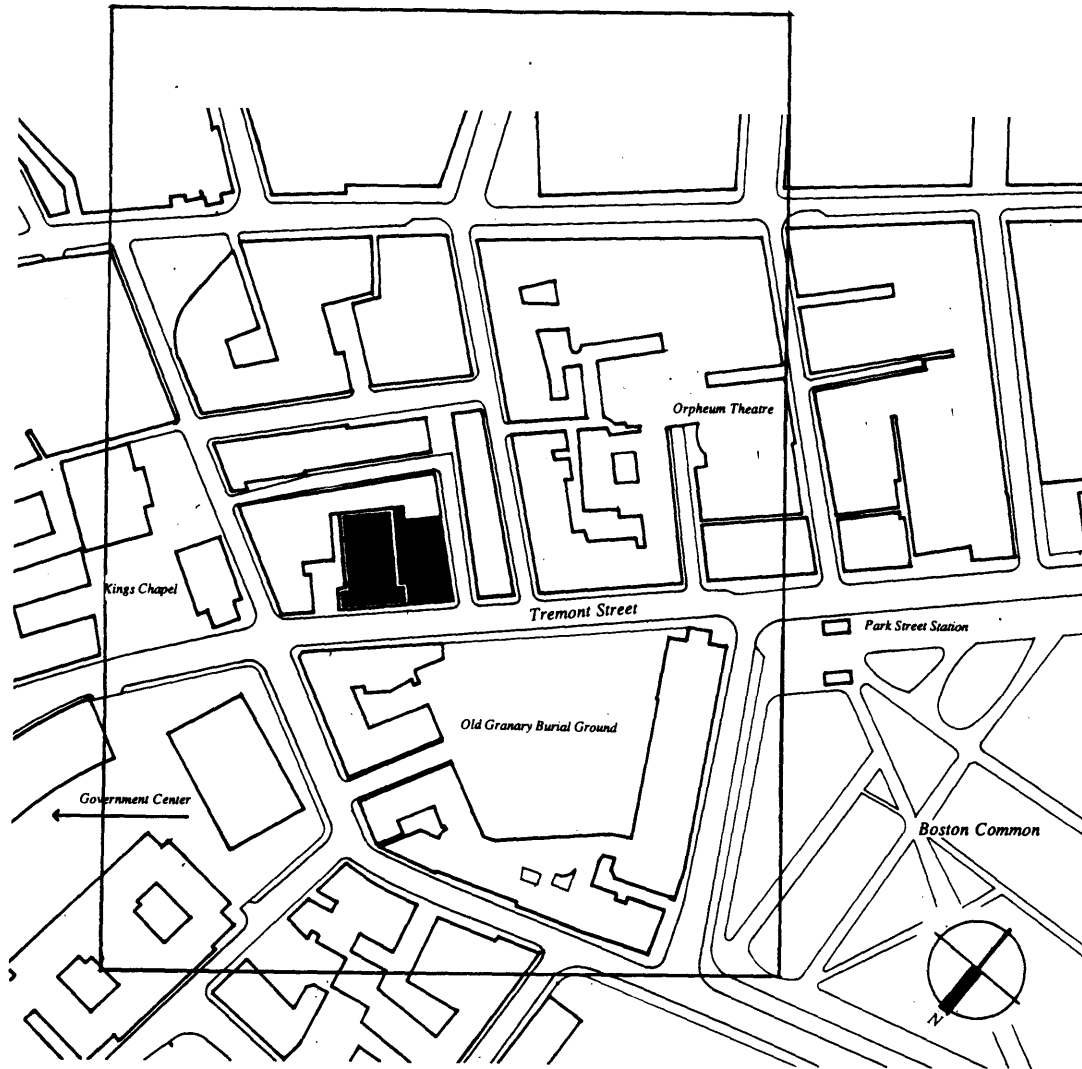 Orpheum Theatre
Kings Chapel
Tremont Street
Park Street Station
Old Granary Burial Ground
Government Center
Boston Common
N